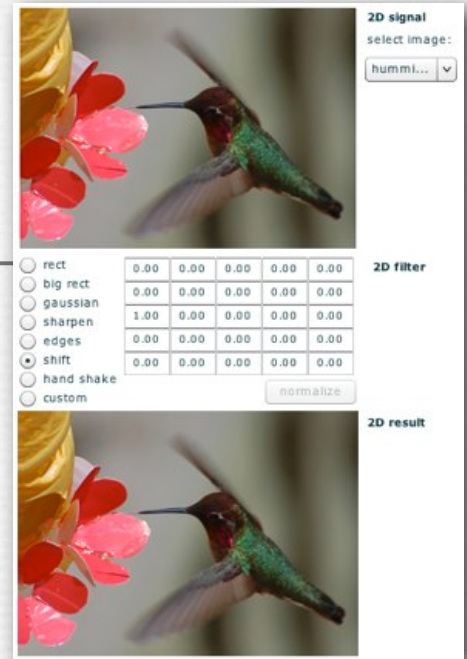 2D signal
select image:
hummi...
rect
big rect
gaussian
sharpen
edges
shift
hand shake
custom
0.00 0.00 0.00 0.00 0.00
0.00 0.00 0.00 0.00 0.00
1.00 0.00 0.00 0.00 0.00
0.00 0.00 0.00 0.00 0.00
0.00 0.00 0.00 0.00 0.00
normalize
2D filter
2D result